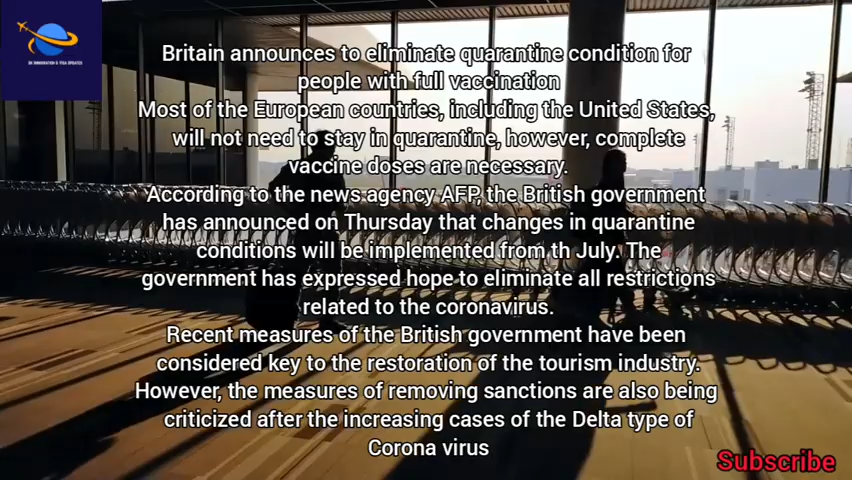 UK IMMIGRATION & VISA UPDATES
Britain announces to eliminate quarantine condition for
people with full vaccination
Most of the European countries, including the United States,
will not need to stay in quarantine, however, complete
vaccine doses are necessary.
According to the news agency AFP, the British government
has announced on Thursday that changes in quarantine
conditions will be implemented from th July. The
government has expressed hope to eliminate all restrictions
related to the coronavirus.
Recent measures of the British government have been
considered key to the restoration of the tourism industry.
However, the measures of removing sanctions are also being
criticized after the increasing cases of the Delta type of
Corona virus
Subscribe